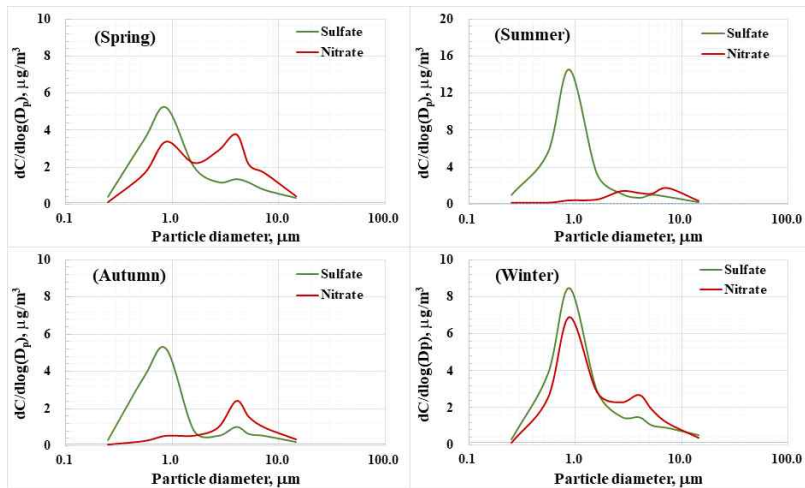 (Spring)
Sulfate
Nitrate
dC/dlog(Dp), μg/m³
10
8
6
4
2
0
0.1 1.0 10.0 100.0
Particle diameter, μm
(Summer)
Sulfate
Nitrate
dC/dlog(Dp), μg/m³
20
16
12
8
4
0
0.1 1.0 10.0 100.0
Particle diameter, μm
(Autumn)
Sulfate
Nitrate
dC/dlog(Dp), μg/m³
10
8
6
4
2
0
0.1 1.0 10.0 100.0
Particle diameter, μm
(Winter)
Sulfate
Nitrate
dC/dlog(Dp), μg/m³
10
8
6
4
2
0
0.1 1.0 10.0 100.0
Particle diameter, μm